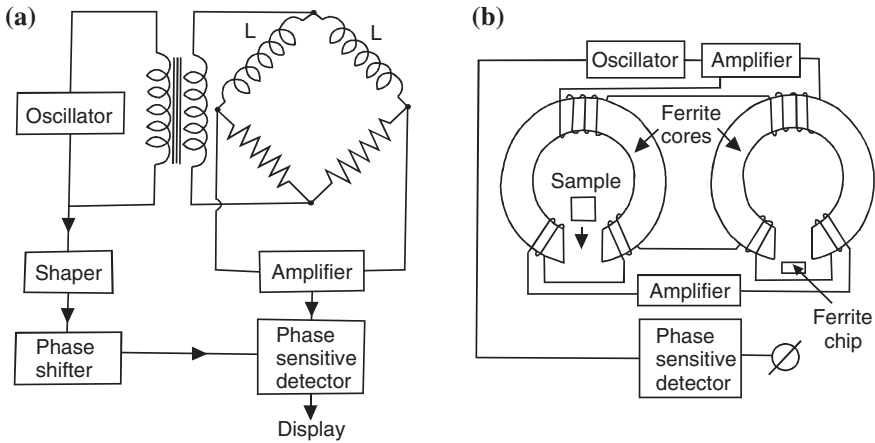 (a)
L
L
Oscillator
Shaper
Amplifier
Phase
shifter
Phase
sensitive
detector
Display
(b)
Oscillator
Amplifier
Ferrite
cores
Sample
Amplifier
Ferrite
chip
Phase
sensitive
detector